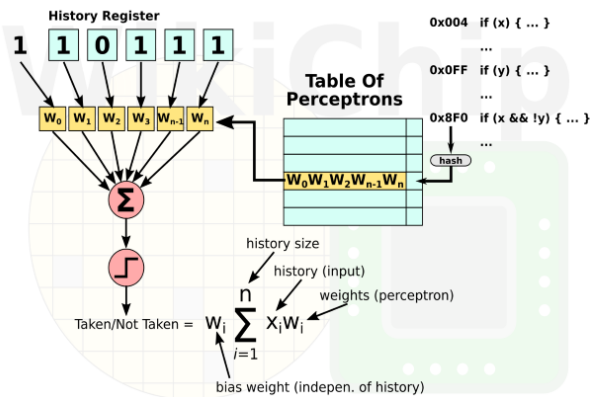 WikiChip
History Register
1 1 0 1 1 1
W0 W1 W2 W3 Wn-1 Wn
Σ
Taken/Not Taken = wi n Σ i=1 xiwi
history size
history (input)
weights (perceptron)
bias weight (indepen. of history)
Table Of
Perceptrons
W0W1W2Wn-1Wn
0x004 if (x) { ... }
...
0x0FF if (y) { ... }
...
0x8F0 if (x && !y) { ... }
...
hash